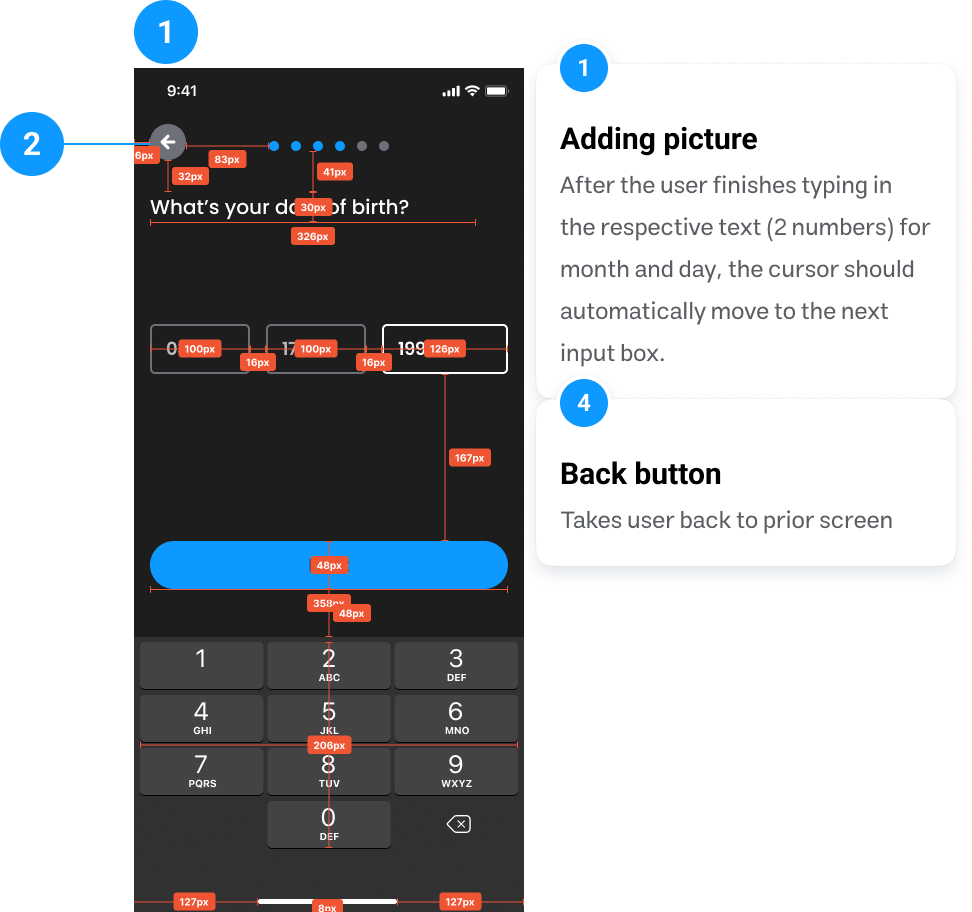 1
9:41
2
6px
83px
32px
41px
What's your da of birth?
30px
326px
0
100px
17
100px
199
126px
16px
16px
167px
48px
358px
48px
1
2
ABC
3
DEF
4
GHI
5
JKL
6
MNO
206px
7
PQRS
8
TUV
9
WXYZ
0
DEF
127px
8px
127px
1
Adding picture
After the user finishes typing in
the respective text (2 numbers) for
month and day, the cursor should
automatically move to the next
input box.
4
Back button
Takes user back to prior screen